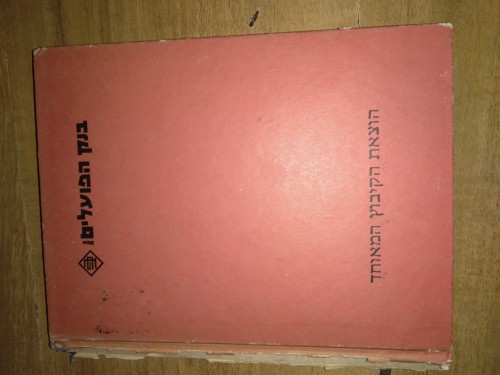 הוצאת הקיבוץ המאוחד
בנק הפועלים